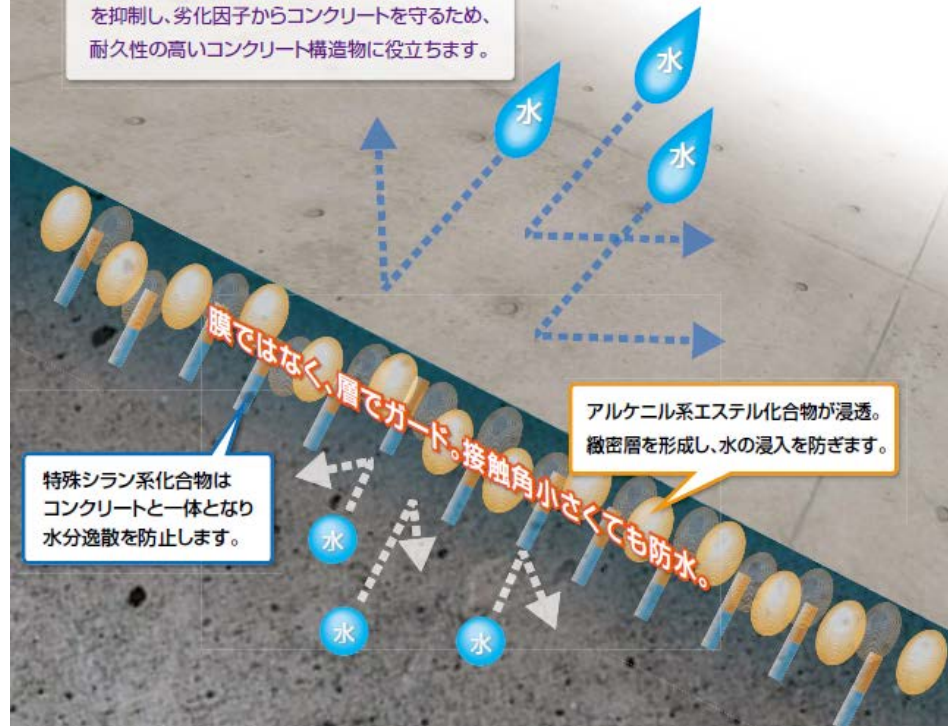 を抑制し、劣化因子からコンクリートを守るため、
耐久性の高いコンクリート構造物に役立ちます。
水
水
水
膜ではなく、層でガード。接触角小さくても防水。
アルケニル系エステル化合物が浸透。
緻密層を形成し、水の浸入を防ぎます。
特殊シラン系化合物は
コンクリートと一体となり
水分逸散を防止します。
水
水
水